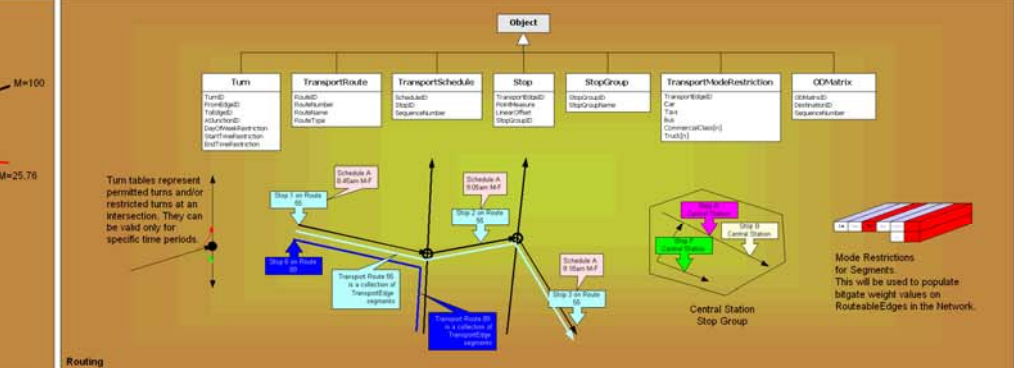 M=100
M=25.76
Object
Turn
TurnID
FromEdgeID
ToEdgeID
AtJunctionID
DayOfWeekRestriction
StartTimeRestriction
EndTimeRestriction
TransportRoute
RouteID
RouteNumber
RouteName
RouteType
TransportSchedule
ScheduleID
StopID
SequenceNumber
Stop
TransportEdgeID
PointMeasure
LinearOffset
StopGroupID
StopGroup
StopGroupID
StopGroupName
TransportModeRestriction
TransportEdgeID
Car
Taxi
Bus
CommercialClass[n]
Truck[n]
ODMatrix
ODMatrixID
DestinationID
SequenceNumber
Turn tables represent
permitted turns and/or
restricted turns at an
intersection. They can
be valid only for
specific time periods.
Schedule A
8:45am M-F
Stop 1 on Route
55
Stop 6 on Route
89
Transport Route 55
is a collection of
TransportEdge
segments
Transport Route 89
is a collection of
TransportEdge
segments
Schedule A
9:05am M-F
Stop 2 on Route
55
Schedule A
9:16am M-F
Stop 3 on Route
55
Central Station
Stop B
Central Station
Central Station
Central Station
Stop Group
Mode Restrictions
for Segments.
This will be used to populate
bitgate weight values on
RouteableEdges in the Network.
Routing